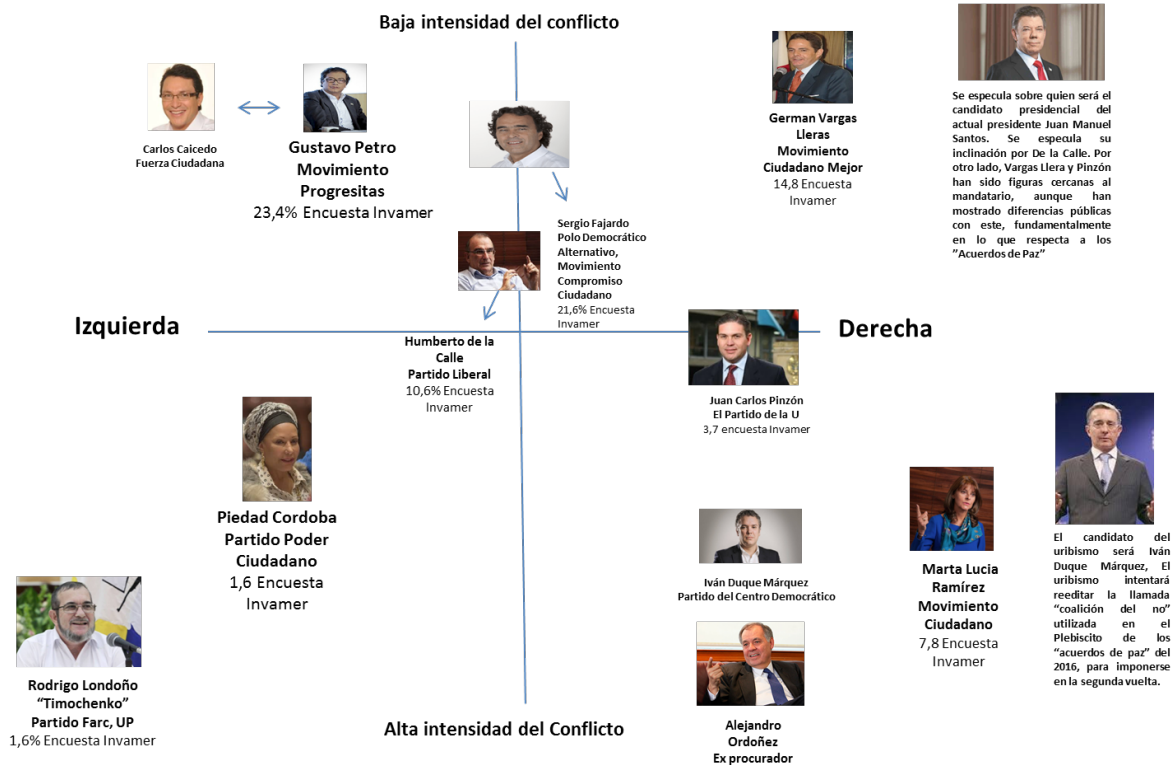 Baja intensidad del conflicto
Carlos Caicedo
Fuerza Ciudadana
Gustavo Petro
Movimiento
Progresitas
23,4% Encuesta Invamer
German Vargas
Lleras
Movimiento
Ciudadano Mejor
14,8 Encuesta
Invamer
Se especula sobre quien será el
candidato presidencial del
actual presidente Juan Manuel
Santos. Se especula su
inclinación por De la Calle. Por
otro lado, Vargas Llera y Pinzón
han sido figuras cercanas al
mandatario, aunque han
mostrado diferencias públicas
con este, fundamentalmente
en lo que respecta a los
"Acuerdos de Paz"
Sergio Fajardo
Polo Democrático
Alternativo,
Movimiento
Compromiso
Ciudadano
21,6% Encuesta
Invamer
Izquierda
Derecha
Humberto de la
Calle
Partido Liberal
10,6% Encuesta
Invamer
Juan Carlos Pinzón
El Partido de la U
3,7 encuesta Invamer
Piedad Cordoba
Partido Poder
Ciudadano
1,6 Encuesta
Invamer
Iván Duque Márquez
Partido del Centro Democrático
Marta Lucia
Ramírez
Movimiento
Ciudadano
7,8 Encuesta
Invamer
El candidato del
uribismo será Iván
Duque Márquez, El
uribismo intentará
reeditar la llamada
“coalición del no”
utilizada en el
Plebiscito de los
“acuerdos de paz” del
2016, para imponerse
en la segunda vuelta.
Rodrigo Londoño
“Timochenko”
Partido Farc, UP
1,6% Encuesta Invamer
Alta intensidad del Conflicto
Alejandro
Ordoñez
Ex procurador